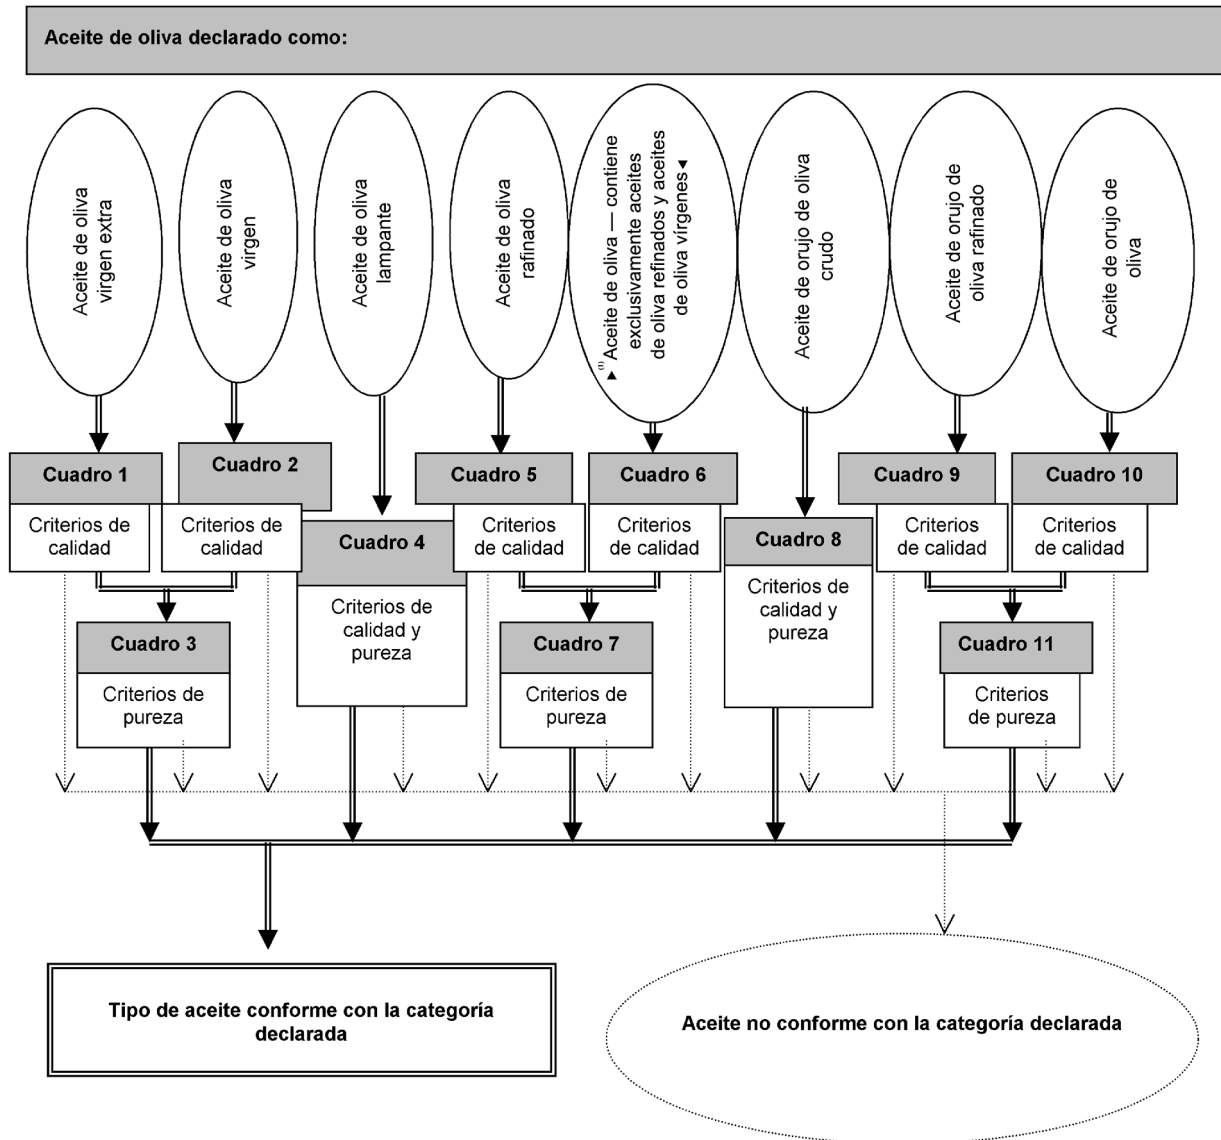 Aceite de oliva declarado como:
Aceite de oliva
virgen extra
Aceite de oliva
virgen
Aceite de oliva
lampante
Aceite de oliva
rafinado
▶(1) Aceite de oliva — contiene
exclusivamente aceites
de oliva refinados y aceites
de oliva vírgenes◀
Aceite de orujo de oliva
crudo
Aceite de orujo de
oliva rafinado
Aceite de orujo de
oliva
Cuadro 1
Criterios de
calidad
Cuadro 2
Criterios de
calidad
Cuadro 4
Criterios de
calidad y
pureza
Cuadro 5
Criterios
de calidad
Cuadro 6
Criterios
de calidad
Cuadro 8
Criterios de
calidad y
pureza
Cuadro 9
Criterios
de calidad
Cuadro 10
Criterios
de calidad
Cuadro 3
Criterios de
pureza
Cuadro 7
Criterios de
pureza
Cuadro 11
Criterios
de pureza
Tipo de aceite conforme con la categoría
declarada
Aceite no conforme con la categoría declarada